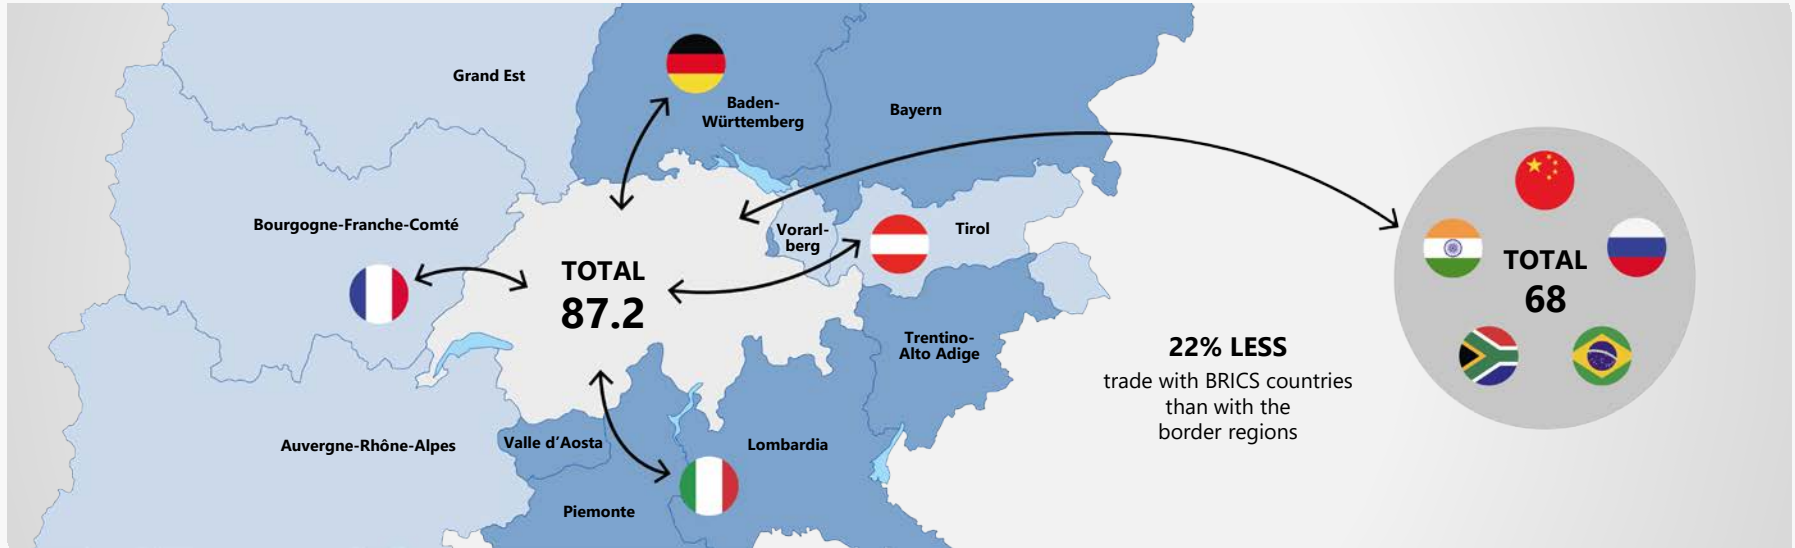 Grand Est
Baden-
Württemberg
Bayern
Bourgogne-Franche-Comté
Vorarl-
berg
Tirol
TOTAL
87.2
TOTAL
68
Trentino-
Alto Adige
22% LESS
trade with BRICS countries
than with the
border regions
Auvergne-Rhône-Alpes
Valle d’Aosta
Lombardia
Piemonte